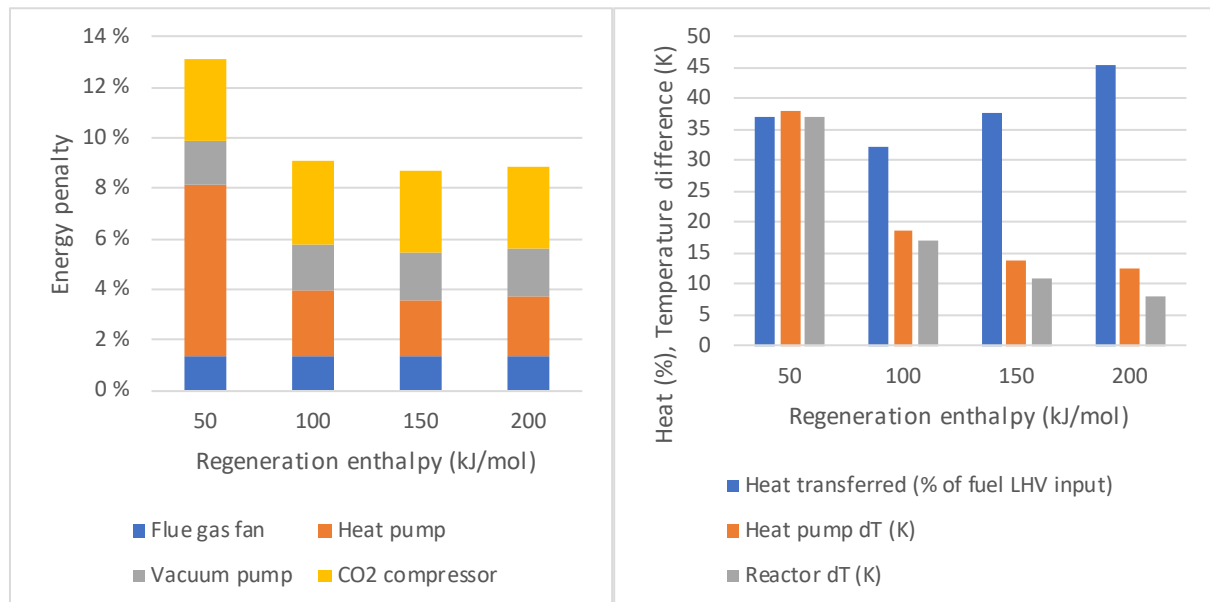 14 %
12 %
10 %
8 %
6 %
4 %
2 %
0 %
Energy penalty
50 100 150 200
Regeneration enthalpy (kJ/mol)
Flue gas fan Heat pump
Vacuum pump CO2 compressor
50
45
40
35
30
25
20
15
10
5
0
Heat (%), Temperature difference (K)
50 100 150 200
Regeneration enthalpy (kJ/mol)
Heat transferred (% of fuel LHV input)
Heat pump dT (K)
Reactor dT (K)